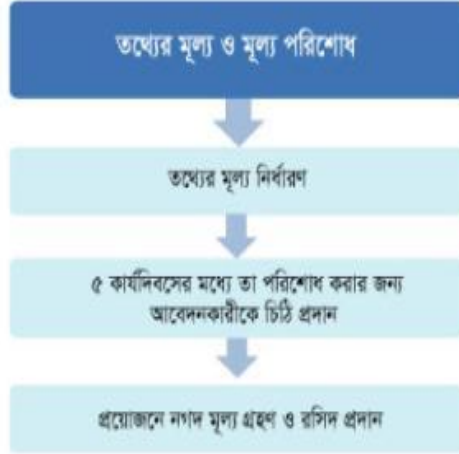 তথ্যের মূল্য ও মূল্য পরিশোধ
তথ্যের মূল্য নির্ধারণ
৫ কার্যদিবসের মধ্যে তা পরিশোধ করার জন্য
আবেদনকারীকে চিঠি প্রদান
প্রয়োজনে নগদ মূল্য গ্রহণ ও রসিদ প্রদান